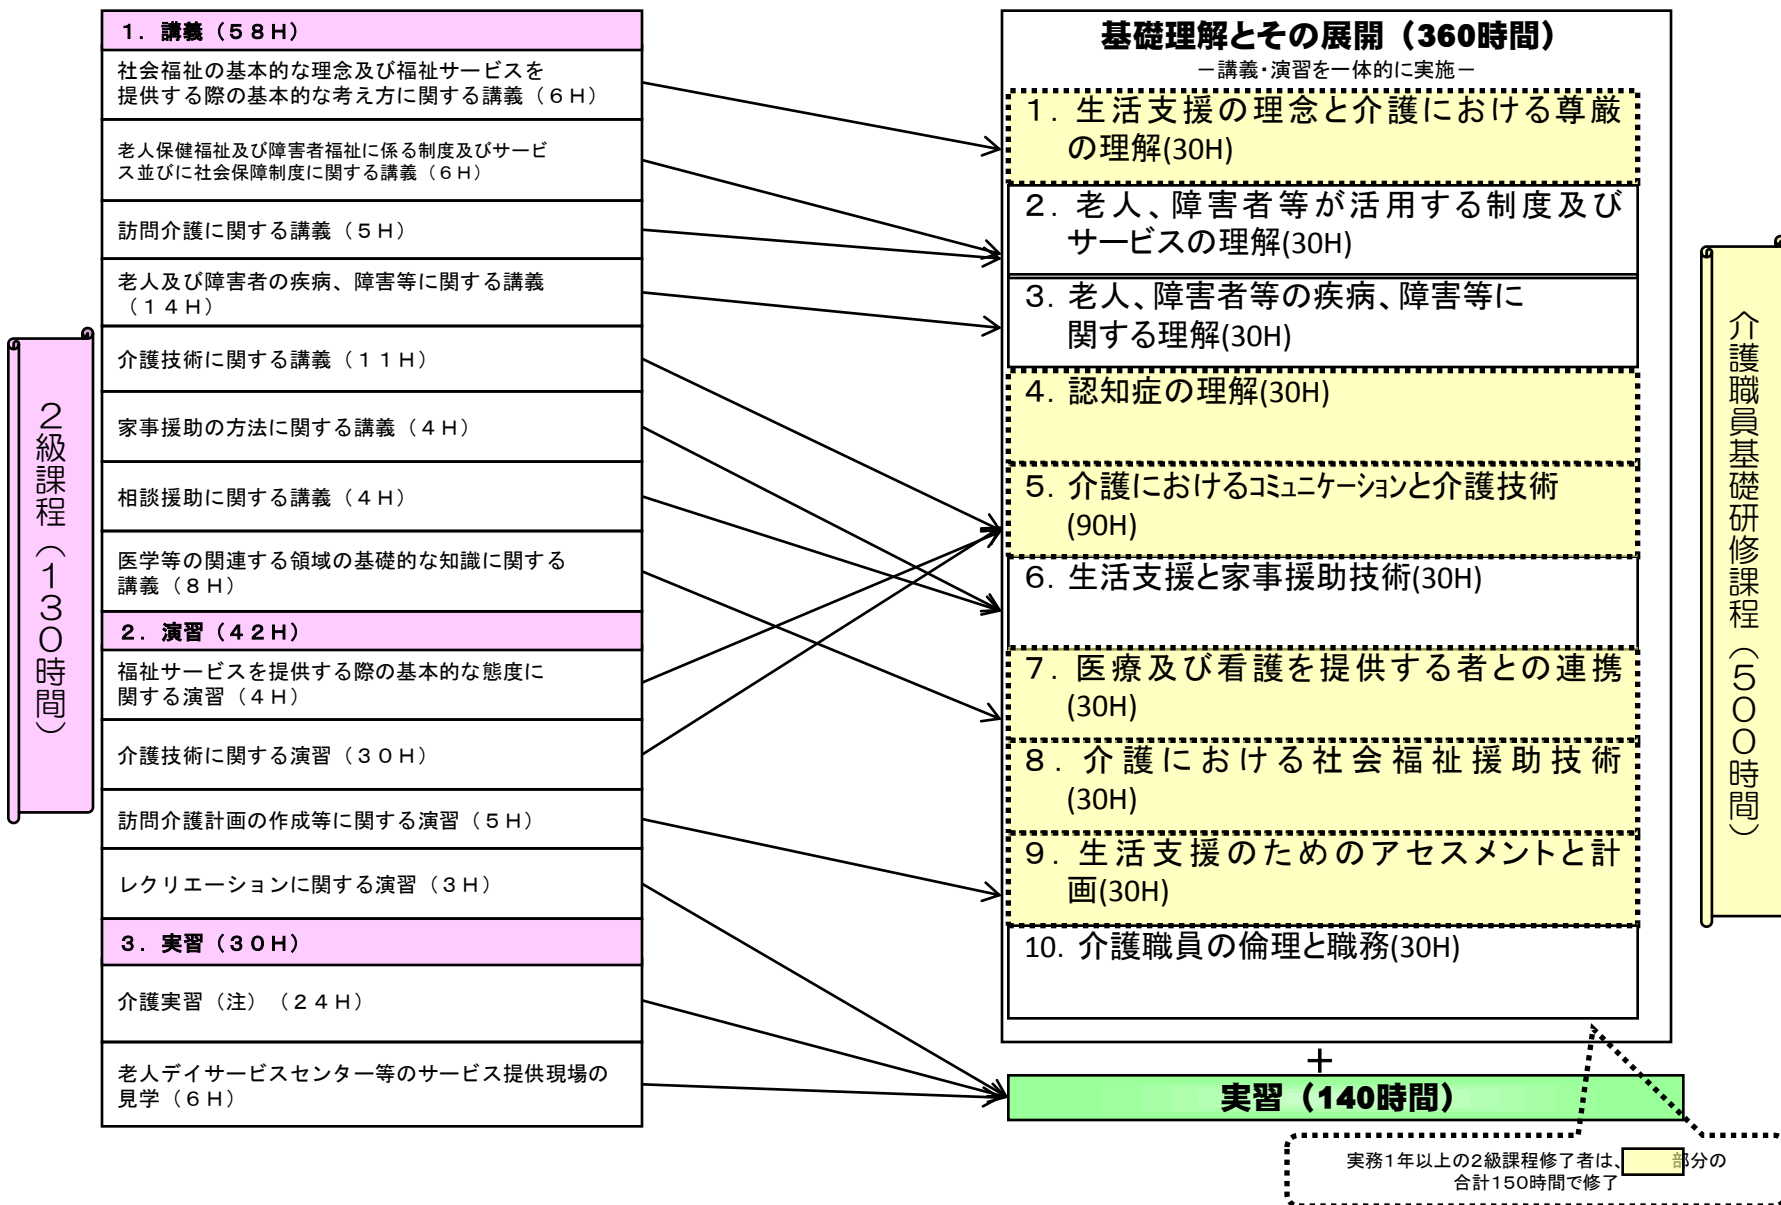 2級課程（130時間）
1．講義（58H）
社会福祉の基本的な理念及び福祉サービスを
提供する際の基本的な考え方に関する講義（6H）
老人保健福祉及び障害者福祉に係る制度及びサービ
ス並びに社会保障制度に関する講義（6H）
訪問介護に関する講義（5H）
老人及び障害者の疾病、障害等に関する講義
（14H）
介護技術に関する講義（11H）
家事援助の方法に関する講義（4H）
相談援助に関する講義（4H）
医学等の関連する領域の基礎的な知識に関する
講義（8H）
2．演習（42H）
福祉サービスを提供する際の基本的な態度に
関する演習（4H）
介護技術に関する演習（30H）
訪問介護計画の作成等に関する演習（5H）
レクリエーションに関する演習（3H）
3．実習（30H）
介護実習（注）（24H）
老人デイサービスセンター等のサービス提供現場の
見学（6H）
基礎理解とその展開（360時間）
－講義・演習を一体的に実施－
1．生活支援の理念と介護における尊厳
の理解(30H)
2．老人、障害者等が活用する制度及び
サービスの理解(30H)
3．老人、障害者等の疾病、障害等に
関する理解(30H)
4．認知症の理解(30H)
5．介護におけるコミュニケーションと介護技術
(90H)
6．生活支援と家事援助技術(30H)
7．医療及び看護を提供する者との連携
(30H)
8．介護における社会福祉援助技術
(30H)
9．生活支援のためのアセスメントと計
画(30H)
10．介護職員の倫理と職務(30H)
＋
実習（140時間）
実務1年以上の2級課程修了者は、　部分の
合計150時間で修了
介護職員基礎研修課程（500時間）